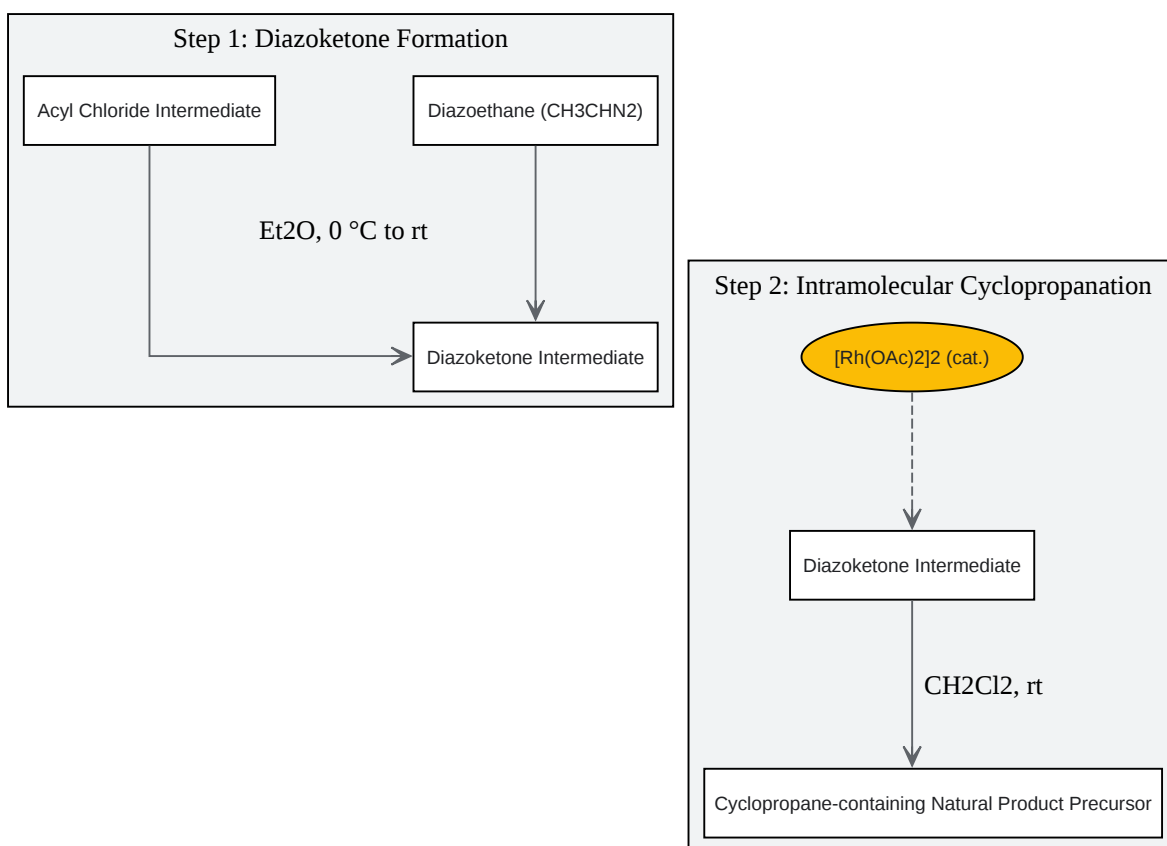 Step 1: Diazoketone Formation
Acyl Chloride Intermediate
Diazoethane (CH3CHN2)
Et2O, 0 °C to rt
Diazoketone Intermediate
Step 2: Intramolecular Cyclopropanation
[Rh(OAc)2]2 (cat.)
Diazoketone Intermediate
CH2Cl2, rt
Cyclopropane-containing Natural Product Precursor